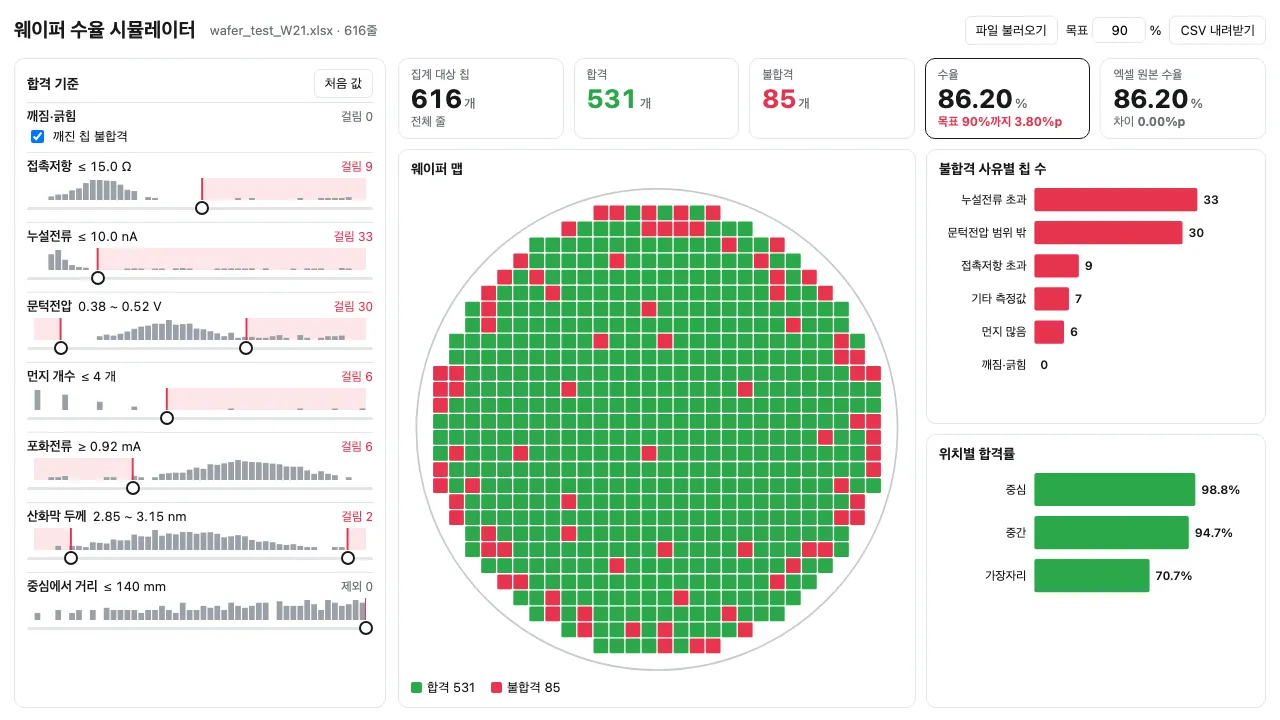 웨이퍼 수율 시뮬레이터 wafer_test_W21.xlsx · 616줄
파일 불러오기 목표 90 % CSV 내려받기
합격 기준 처음 값
깨짐·긁힘 걸림 0
깨진 칩 불합격
접촉저항 ≤ 15.0 Ω 걸림 9
누설전류 ≤ 10.0 nA 걸림 33
문턱전압 0.38 ~ 0.52 V 걸림 30
먼지 개수 ≤ 4 개 걸림 6
포화전류 ≥ 0.92 mA 걸림 6
산화막 두께 2.85 ~ 3.15 nm 걸림 2
중심에서 거리 ≤ 140 mm 제외 0
집계 대상 칩
616 개
전체 줄
합격
531 개
불합격
85 개
수율
86.20 %
목표 90%까지 3.80%p
엑셀 원본 수율
86.20 %
차이 0.00%p
웨이퍼 맵
합격 531 불합격 85
불합격 사유별 칩 수
누설전류 초과 33
문턱전압 범위 밖 30
접촉저항 초과 9
기타 측정값 7
먼지 많음 6
깨짐·긁힘 0
위치별 합격률
중심 98.8%
중간 94.7%
가장자리 70.7%